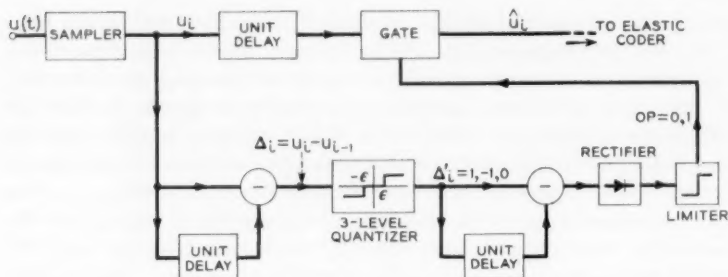 u(t)
SAMPLER
u_i
UNIT
DELAY
GATE
û_i
TO ELASTIC
CODER
OP=0,1
Δ_i=u_i-u_{i-1}
RECTIFIER
-ϵ
ϵ
Δ'_i=1,-1,0
3-LEVEL
QUANTIZER
LIMITER
UNIT
DELAY
UNIT
DELAY
−
−